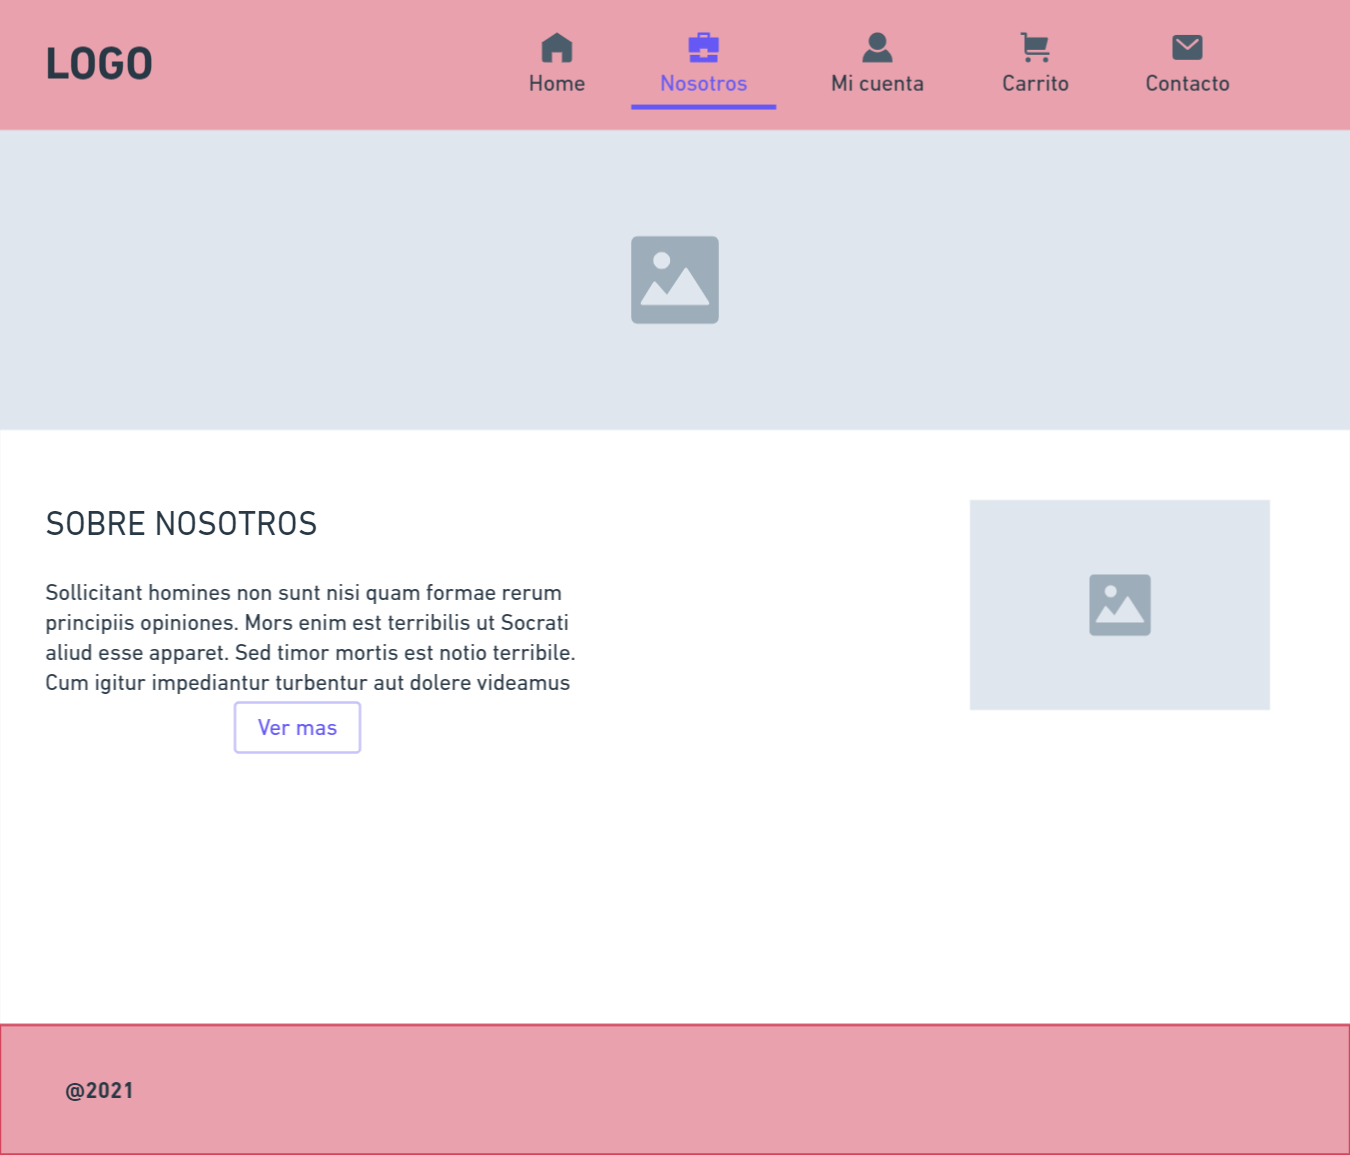 LOGO
Home
Nosotros
Mi cuenta
Carrito
Contacto
SOBRE NOSOTROS
Sollicitant homines non sunt nisi quam formae rerum
principiis opiniones. Mors enim est terribilis ut Socrati
aliud esse apparet. Sed timor mortis est notio terribile.
Cum igitur impediantur turbentur aut dolere videamus
Ver mas
@2021